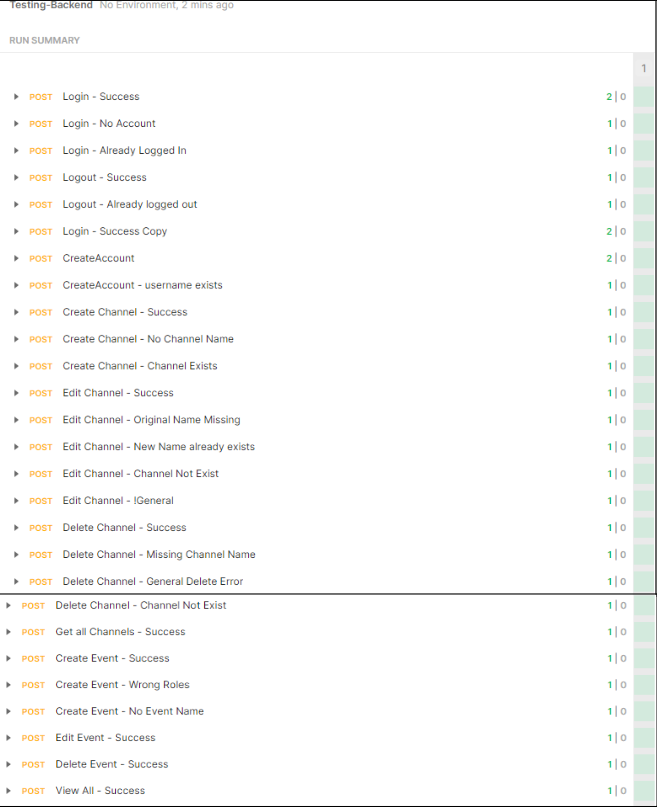 Testing-Backend No Environment, 2 mins ago
RUN SUMMARY
1
POST Login - Success 2 | 0
POST Login - No Account 1 | 0
POST Login - Already Logged In 1 | 0
POST Logout - Success 1 | 0
POST Logout - Already logged out 1 | 0
POST Login - Success Copy 2 | 0
POST CreateAccount 2 | 0
POST CreateAccount - username exists 1 | 0
POST Create Channel - Success 1 | 0
POST Create Channel - No Channel Name 1 | 0
POST Create Channel - Channel Exists 1 | 0
POST Edit Channel - Success 1 | 0
POST Edit Channel - Original Name Missing 1 | 0
POST Edit Channel - New Name already exists 1 | 0
POST Edit Channel - Channel Not Exist 1 | 0
POST Edit Channel - !General 1 | 0
POST Delete Channel - Success 1 | 0
POST Delete Channel - Missing Channel Name 1 | 0
POST Delete Channel - General Delete Error 1 | 0
POST Delete Channel - Channel Not Exist 1 | 0
POST Get all Channels - Success 1 | 0
POST Create Event - Success 1 | 0
POST Create Event - Wrong Roles 1 | 0
POST Create Event - No Event Name 1 | 0
POST Edit Event - Success 1 | 0
POST Delete Event - Success 1 | 0
POST View All - Success 1 | 0